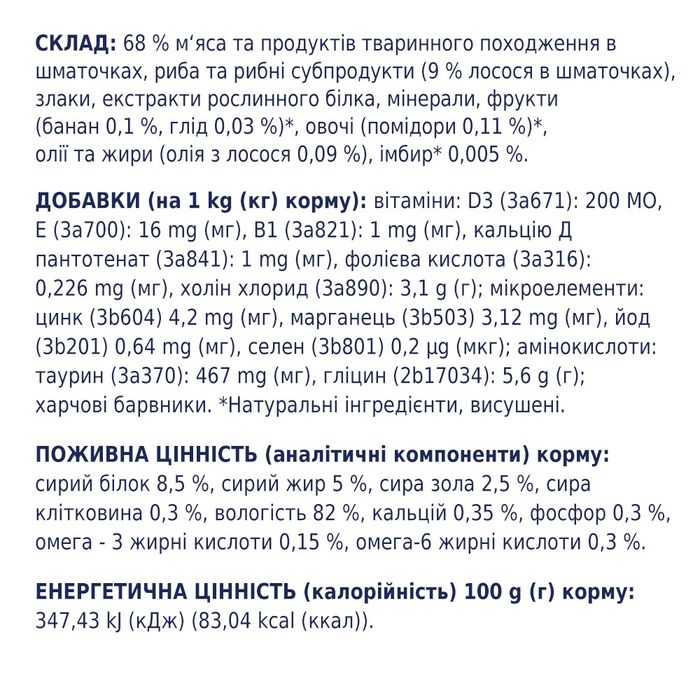 СКЛАД: 68 % м‘яса та продуктів тваринного походження в
шматочках, риба та рибні субпродукти (9 % лосося в шматочках),
злаки, екстракти рослинного білка, мінерали, фрукти
(банан 0,1 %, глід 0,03 %)*, овочі (помідори 0,11 %)*,
олії та жири (олія з лосося 0,09 %), імбир* 0,005 %.
ДОБАВКИ (на 1 kg (кг) корму): вітаміни: D3 (3а671): 200 МО,
Е (3а700): 16 mg (мг), В1 (3а821): 1 mg (мг), кальцію Д
пантотенат (3а841): 1 mg (мг), фолієва кислота (3а316):
0,226 mg (мг), холін хлорид (3а890): 3,1 g (г); мікроелементи:
цинк (3b604) 4,2 mg (мг), марганець (3b503) 3,12 mg (мг), йод
(3b201) 0,64 mg (мг), селен (3b801) 0,2 µg (мкг); амінокислоти:
таурин (3а370): 467 mg (мг), гліцин (2b17034): 5,6 g (г);
харчові барвники. *Натуральні інгредієнти, висушені.
ПОЖИВНА ЦІННІСТЬ (аналітичні компоненти) корму:
сирий білок 8,5 %, сирий жир 5 %, сира зола 2,5 %, сира
клітковина 0,3 %, вологість 82 %, кальцій 0,35 %, фосфор 0,3 %,
омега - 3 жирні кислоти 0,15 %, омега-6 жирні кислоти 0,3 %.
ЕНЕРГЕТИЧНА ЦІННІСТЬ (калорійність) 100 g (г) корму:
347,43 kJ (кДж) (83,04 kcal (ккал)).